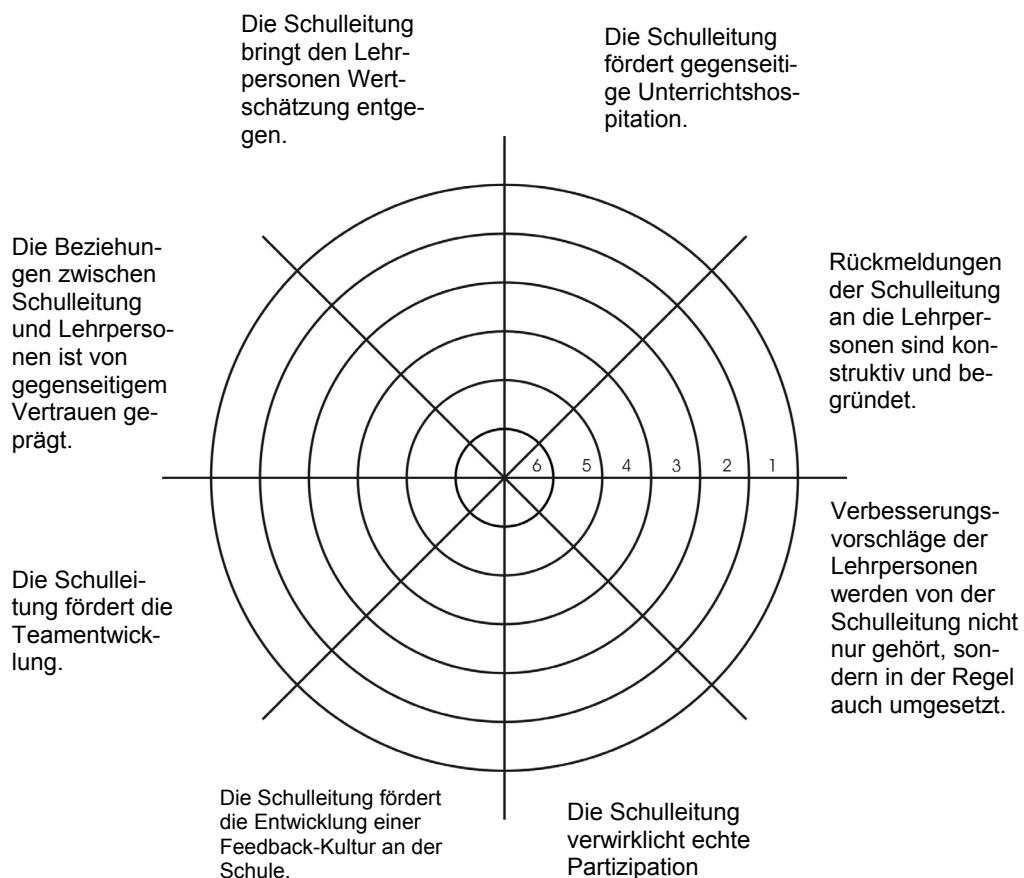 Die Schulleitung
bringt den Lehr-
personen Wert-
schätzung entge-
gen.
Die Schulleitung
fördert gegenseiti-
ge Unterrichtshos-
pitation.
Die Beziehun-
gen zwischen
Schulleitung
und Lehrperso-
nen ist von
gegenseitigem
Vertrauen ge-
prägt.
Rückmeldungen
der Schulleitung
an die Lehrper-
sonen sind kon-
struktiv und be-
gründet.
6 5 4 3 2 1
Verbesserungs-
vorschläge der
Lehrpersonen
werden von der
Schulleitung nicht
nur gehört, son-
dern in der Regel
auch umgesetzt.
Die Schullei-
tung fördert die
Teamentwick-
lung.
Die Schulleitung fördert
die Entwicklung einer
Feedback-Kultur an der
Schule.
Die Schulleitung
verwirklicht echte
Partizipation